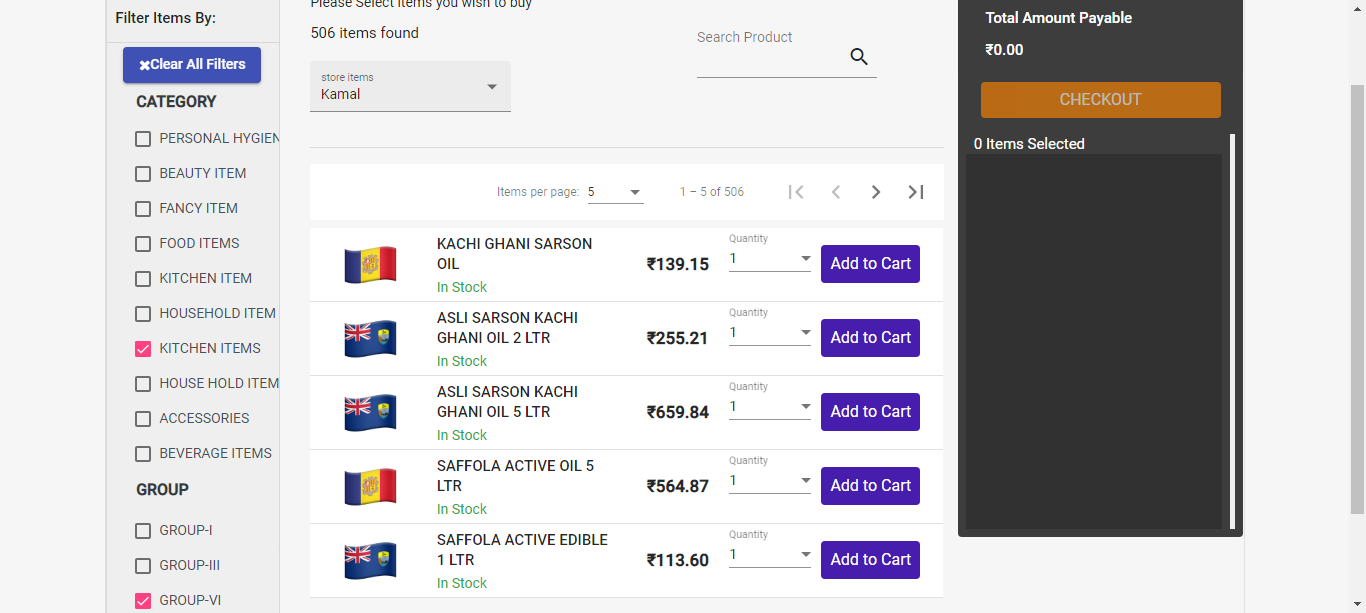 Filter Items By:
✖Clear All Filters
CATEGORY
PERSONAL HYGIEN
BEAUTY ITEM
FANCY ITEM
FOOD ITEMS
KITCHEN ITEM
HOUSEHOLD ITEM
KITCHEN ITEMS
HOUSE HOLD ITEM
ACCESSORIES
BEVERAGE ITEMS
GROUP
GROUP-I
GROUP-III
GROUP-VI
Please Select items you wish to buy
506 items found
Search Product
store items
Kamal
Items per page: 5 1 – 5 of 506
KACHI GHANI SARSON
OIL
In Stock
₹139.15
Quantity
1
Add to Cart
ASLI SARSON KACHI
GHANI OIL 2 LTR
In Stock
₹255.21
Quantity
1
Add to Cart
ASLI SARSON KACHI
GHANI OIL 5 LTR
In Stock
₹659.84
Quantity
1
Add to Cart
SAFFOLA ACTIVE OIL 5
LTR
In Stock
₹564.87
Quantity
1
Add to Cart
SAFFOLA ACTIVE EDIBLE
1 LTR
In Stock
₹113.60
Quantity
1
Add to Cart
Total Amount Payable
₹0.00
CHECKOUT
0 Items Selected